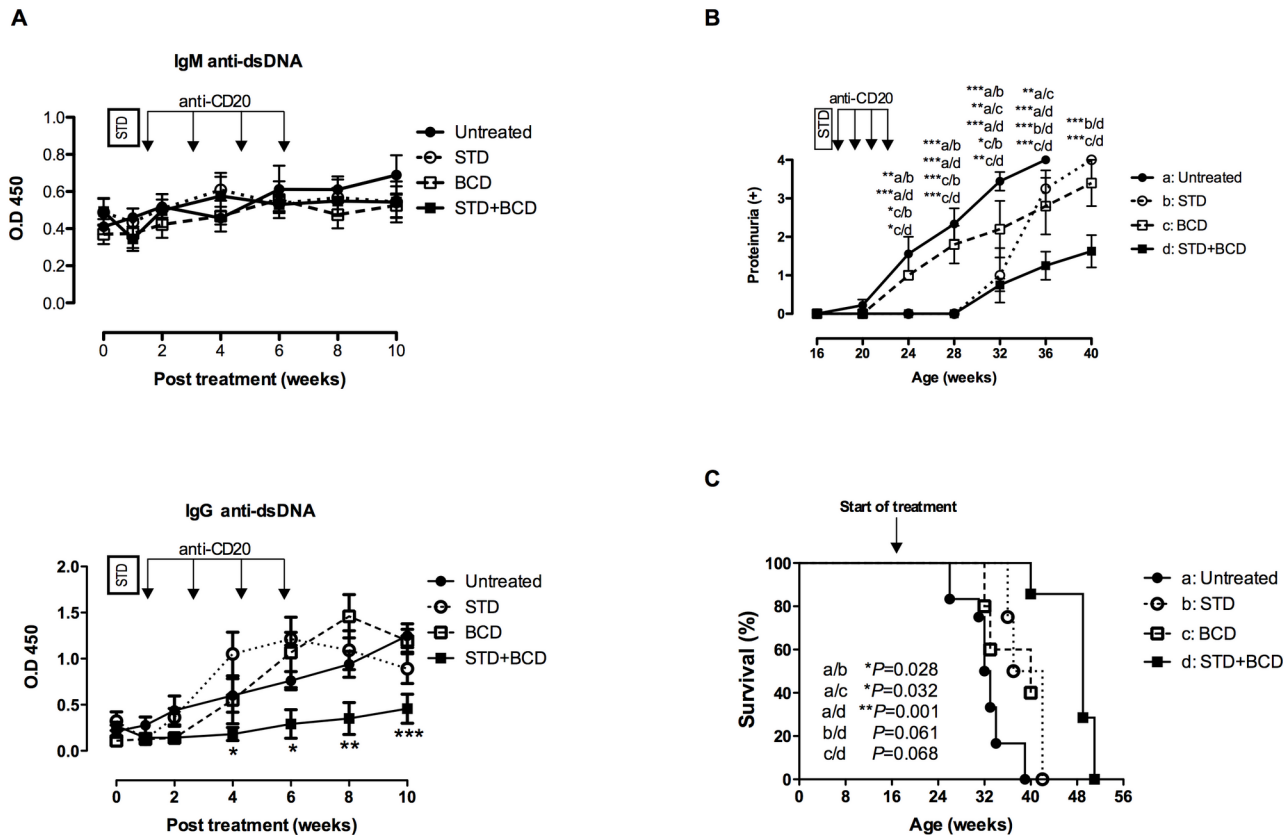 A
IgM anti-dsDNA
STD
anti-CD20
1.0
0.8
0.6
0.4
0.2
0.0
O.D 450
0 2 4 6 8 10
Post treatment (weeks)
Untreated
STD
BCD
STD+BCD
IgG anti-dsDNA
STD
anti-CD20
2.0
1.5
1.0
0.5
0.0
O.D 450
* * ** ***
0 2 4 6 8 10
Post treatment (weeks)
Untreated
STD
BCD
STD+BCD
B
STD
anti-CD20
**a/b
***a/d
*c/b
*c/d
***a/b
***a/d
***c/b
***c/d
***a/b
**a/c
***a/d
*c/b
**c/d
**a/c
***a/d
***b/d
***c/d
***b/d
***c/d
4
3
2
1
0
Proteinuria (+)
16 20 24 28 32 36 40
Age (weeks)
a: Untreated
b: STD
c: BCD
d: STD+BCD
C
Start of treatment
100
80
60
40
20
0
Survival (%)
a/b *P=0.028
a/c *P=0.032
a/d **P=0.001
b/d P=0.061
c/d P=0.068
0 8 16 24 32 40 48 56
Age (weeks)
a: Untreated
b: STD
c: BCD
d: STD+BCD